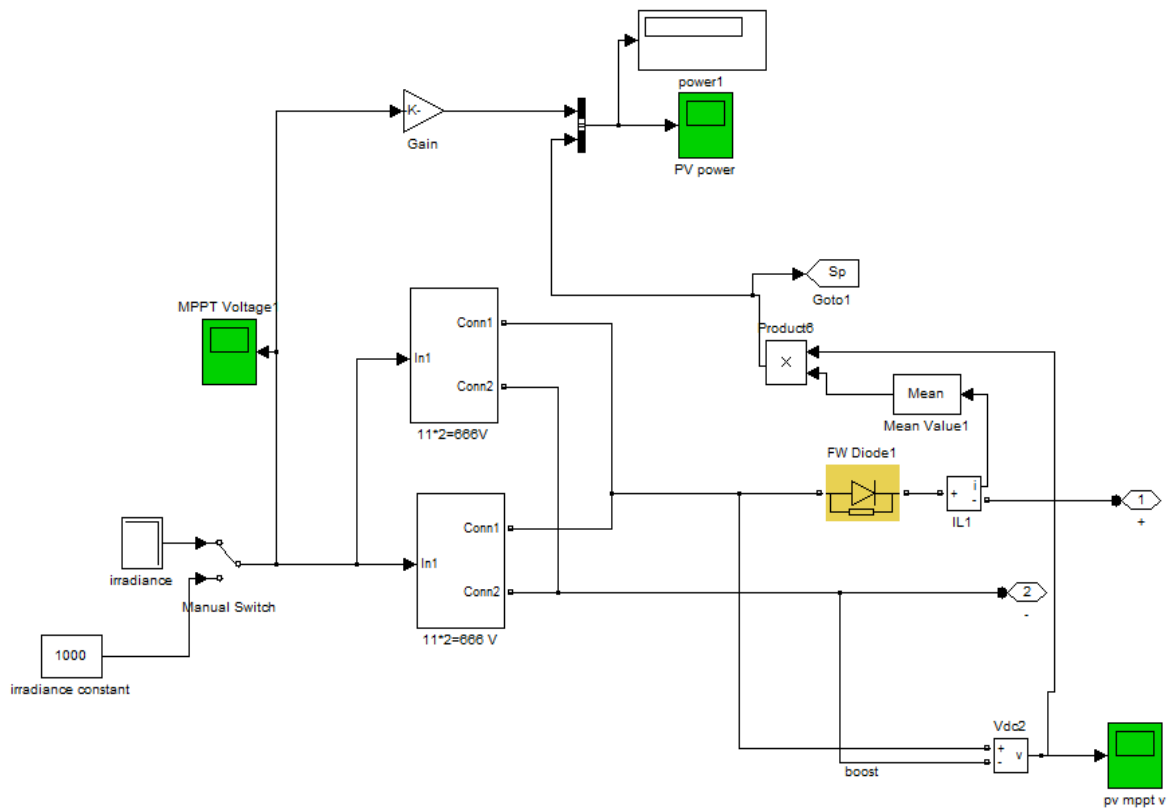 power1
K-
Gain
PV power
Sp
Goto1
MPPT Voltage1
Conn1
In1
Conn2
11*2=666V
Product6
×
Mean
Mean Value1
FW Diode1
+
i
-
IL1
1
+
Conn1
In1
Conn2
11*2=666 V
irradiance
Manual Switch
2
-
1000
irradiance constant
Vdc2
+
-
v
boost
pv mppt v